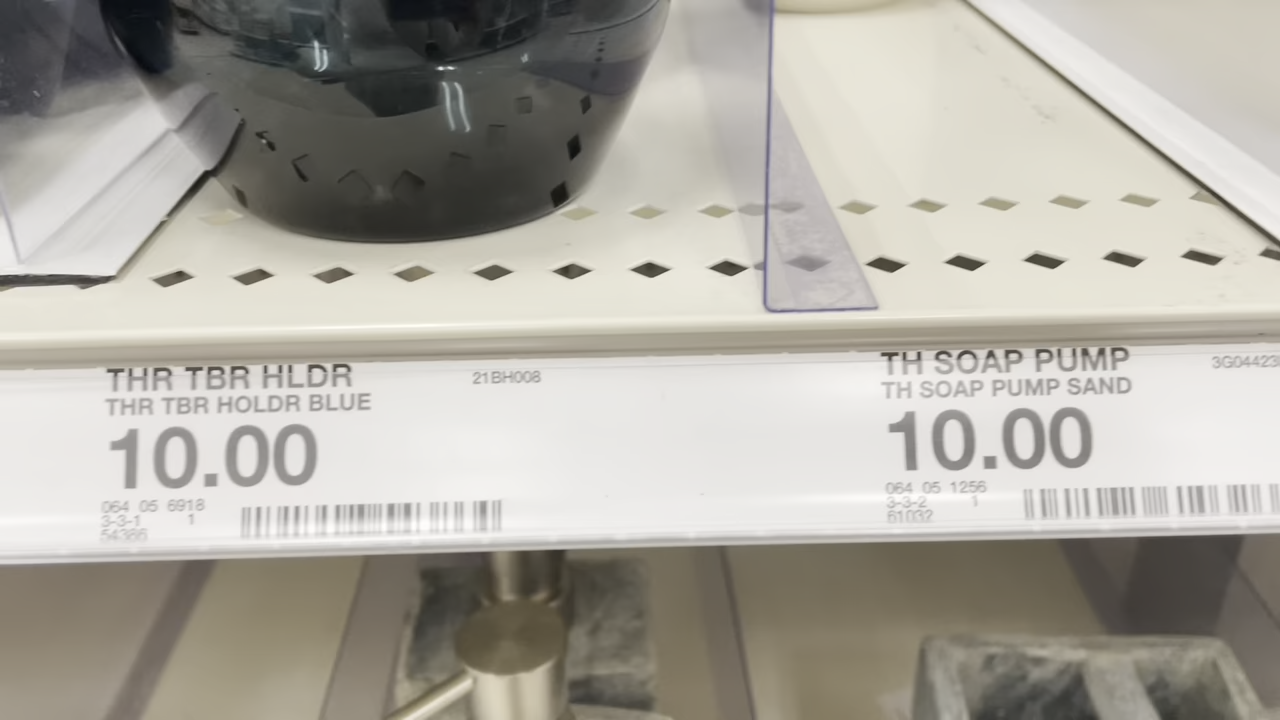 THR TBR HLDR
21BH008
THR TBR HOLDR BLUE
10.00
064 05 6918
3-3-1 1
54386
TH SOAP PUMP
TH SOAP PUMP SAND
10.00
064 05 1256
3-3-2 1
61032